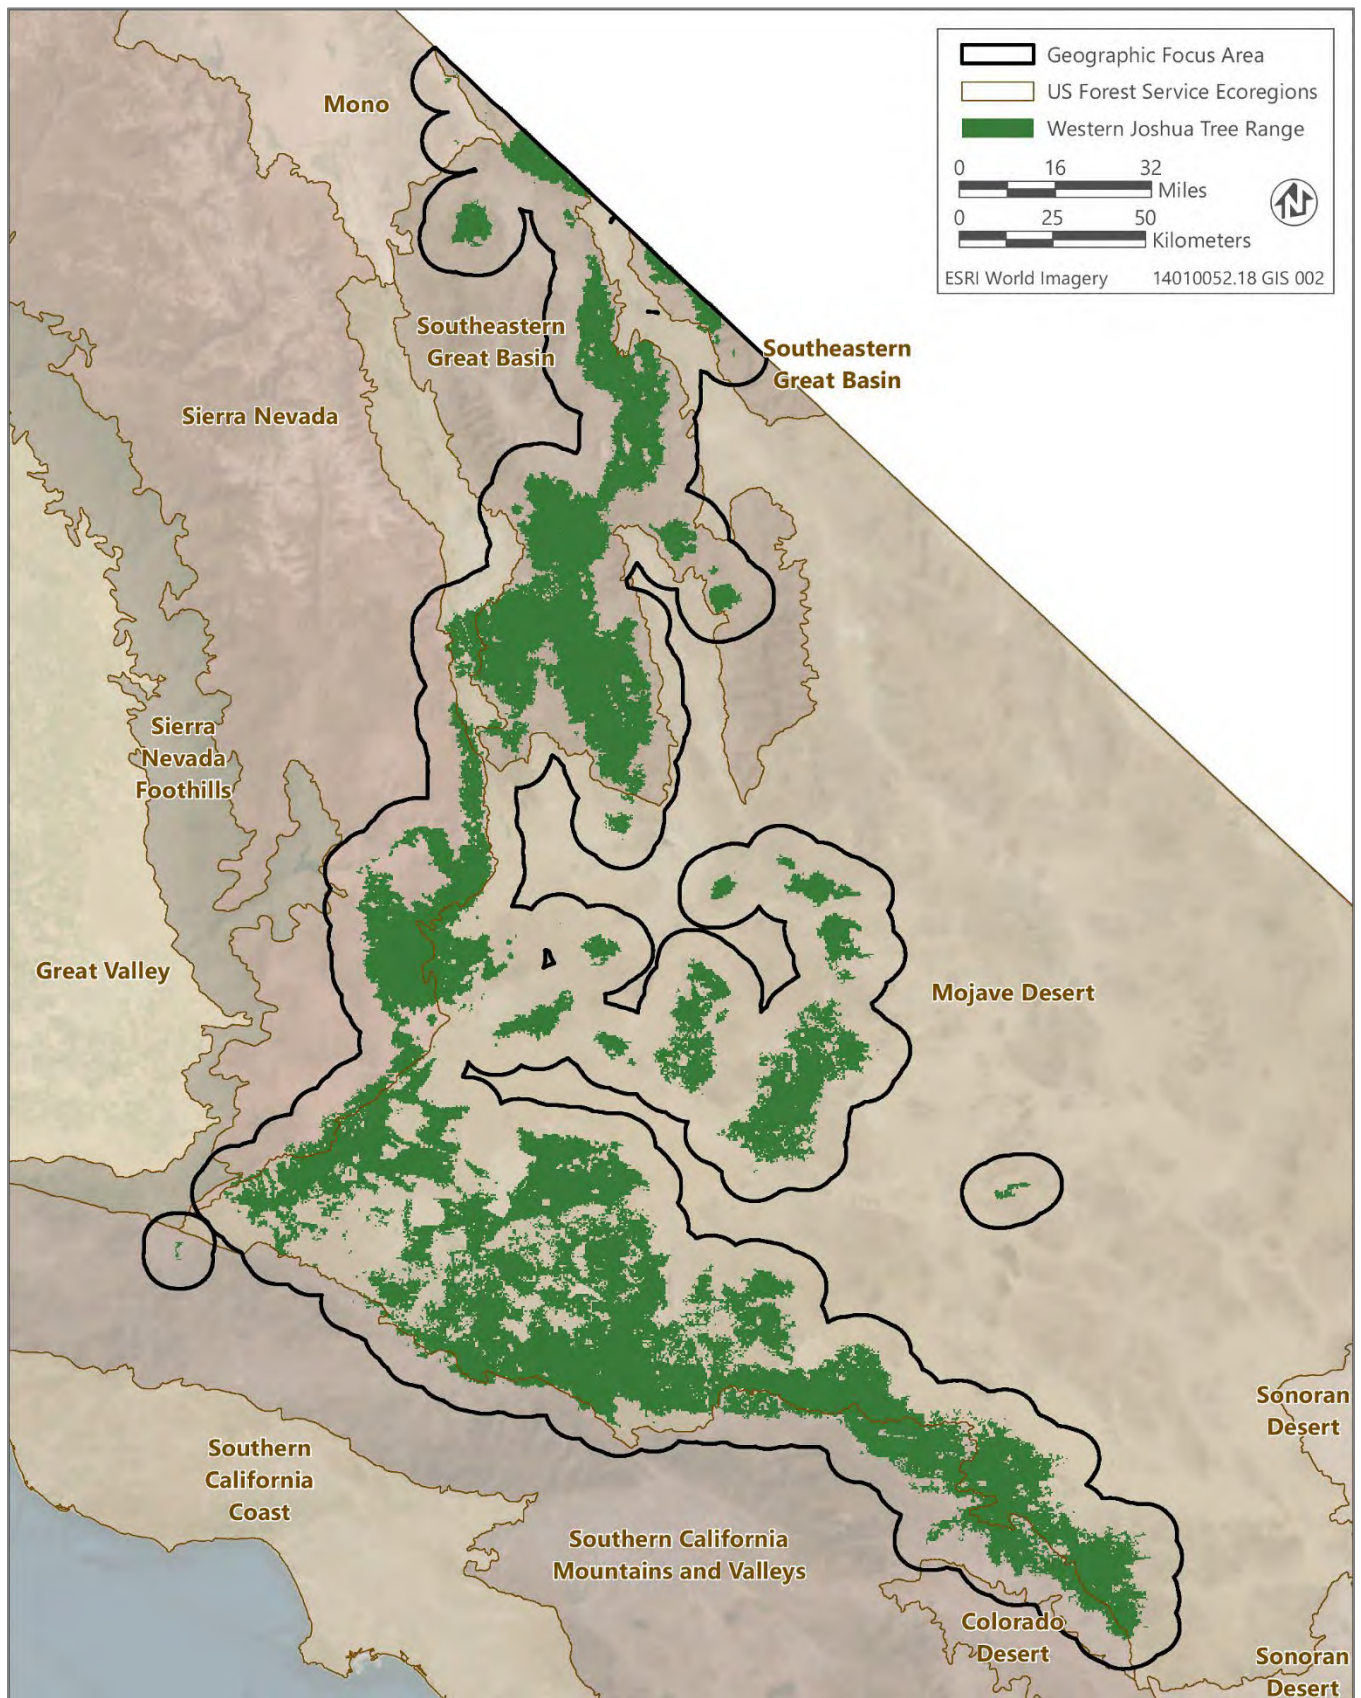 Geographic Focus Area
US Forest Service Ecoregions
Western Joshua Tree Range
0 16 32
Miles
0 25 50
Kilometers
N
ESRI World Imagery 14010052.18 GIS 002
Mono
Southeastern
Great Basin
Southeastern
Great Basin
Sierra Nevada
Sierra
Nevada
Foothills
Great Valley
Mojave Desert
Sonoran
Desert
Southern
California
Coast
Southern California
Mountains and Valleys
Colorado
Desert
Sonoran
Desert